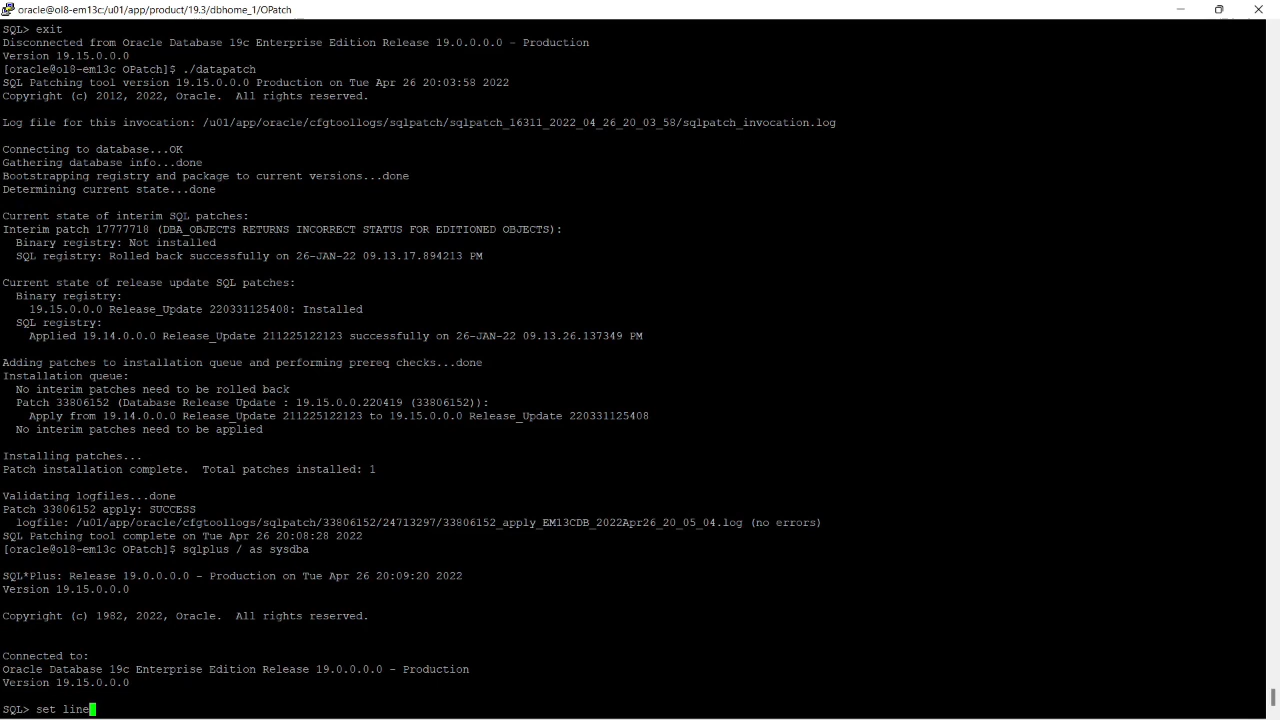 oracle@ol8-em13c:/u01/app/product/19.3/dbhome_1/OPatch
SQL> exit
Disconnected from Oracle Database 19c Enterprise Edition Release 19.0.0.0.0 - Production
Version 19.15.0.0.0
[oracle@ol8-em13c OPatch]$ ./datapatch
SQL Patching tool version 19.15.0.0.0 Production on Tue Apr 26 20:03:58 2022
Copyright (c) 2012, 2022, Oracle.  All rights reserved.
Log file for this invocation: /u01/app/oracle/cfgtoollogs/sqlpatch/sqlpatch_16311_2022_04_26_20_03_58/sqlpatch_invocation.log
Connecting to database...OK
Gathering database info...done
Bootstrapping registry and package to current versions...done
Determining current state...done
Current state of interim SQL patches:
Interim patch 17777718 (DBA_OBJECTS RETURNS INCORRECT STATUS FOR EDITIONED OBJECTS):
  Binary registry: Not installed
  SQL registry: Rolled back successfully on 26-JAN-22 09.13.17.894213 PM
Current state of release update SQL patches:
  Binary registry:
    19.15.0.0.0 Release_Update 220331125408: Installed
  SQL registry:
    Applied 19.14.0.0.0 Release_Update 211225122123 successfully on 26-JAN-22 09.13.26.137349 PM
Adding patches to installation queue and performing prereq checks...done
Installation queue:
  No interim patches need to be rolled back
  Patch 33806152 (Database Release Update : 19.15.0.0.220419 (33806152)):
    Apply from 19.14.0.0.0 Release_Update 211225122123 to 19.15.0.0.0 Release_Update 220331125408
  No interim patches need to be applied
Installing patches...
Patch installation complete.  Total patches installed: 1
Validating logfiles...done
Patch 33806152 apply: SUCCESS
  logfile: /u01/app/oracle/cfgtoollogs/sqlpatch/33806152/24713297/33806152_apply_EM13CDB_2022Apr26_20_05_04.log (no errors)
SQL Patching tool complete on Tue Apr 26 20:08:28 2022
[oracle@ol8-em13c OPatch]$ sqlplus / as sysdba
SQL*Plus: Release 19.0.0.0.0 - Production on Tue Apr 26 20:09:20 2022
Version 19.15.0.0.0
Copyright (c) 1982, 2022, Oracle.  All rights reserved.
Connected to:
Oracle Database 19c Enterprise Edition Release 19.0.0.0.0 - Production
Version 19.15.0.0.0
SQL> set line